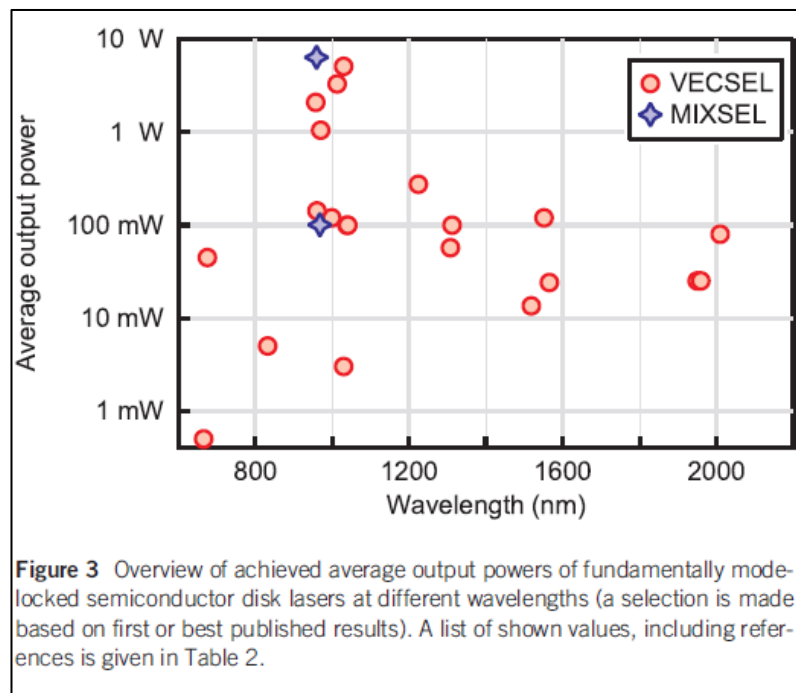 10 W
1 W
100 mW
10 mW
1 mW
Average output power
VECSEL
MIXSEL
800 1200 1600 2000
Wavelength (nm)
Figure 3 Overview of achieved average output powers of fundamentally mode-
locked semiconductor disk lasers at different wavelengths (a selection is made
based on first or best published results). A list of shown values, including refer-
ences is given in Table 2.